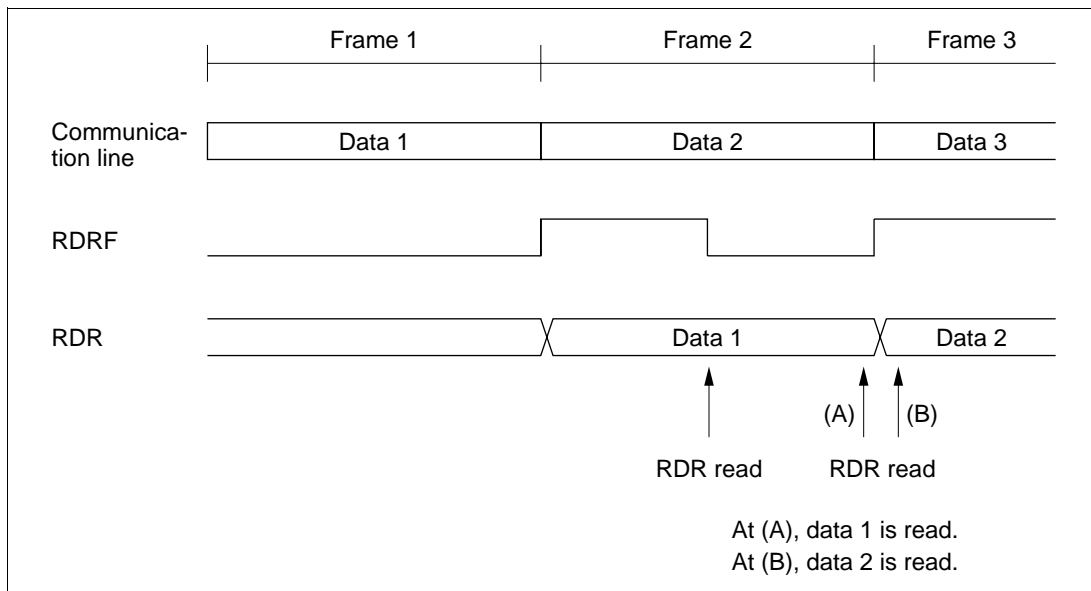 Frame 1 Frame 2 Frame 3
Communica-
tion line
Data 1 Data 2 Data 3
RDRF
RDR
Data 1 Data 2
(A) (B)
RDR read RDR read
At (A), data 1 is read.
At (B), data 2 is read.